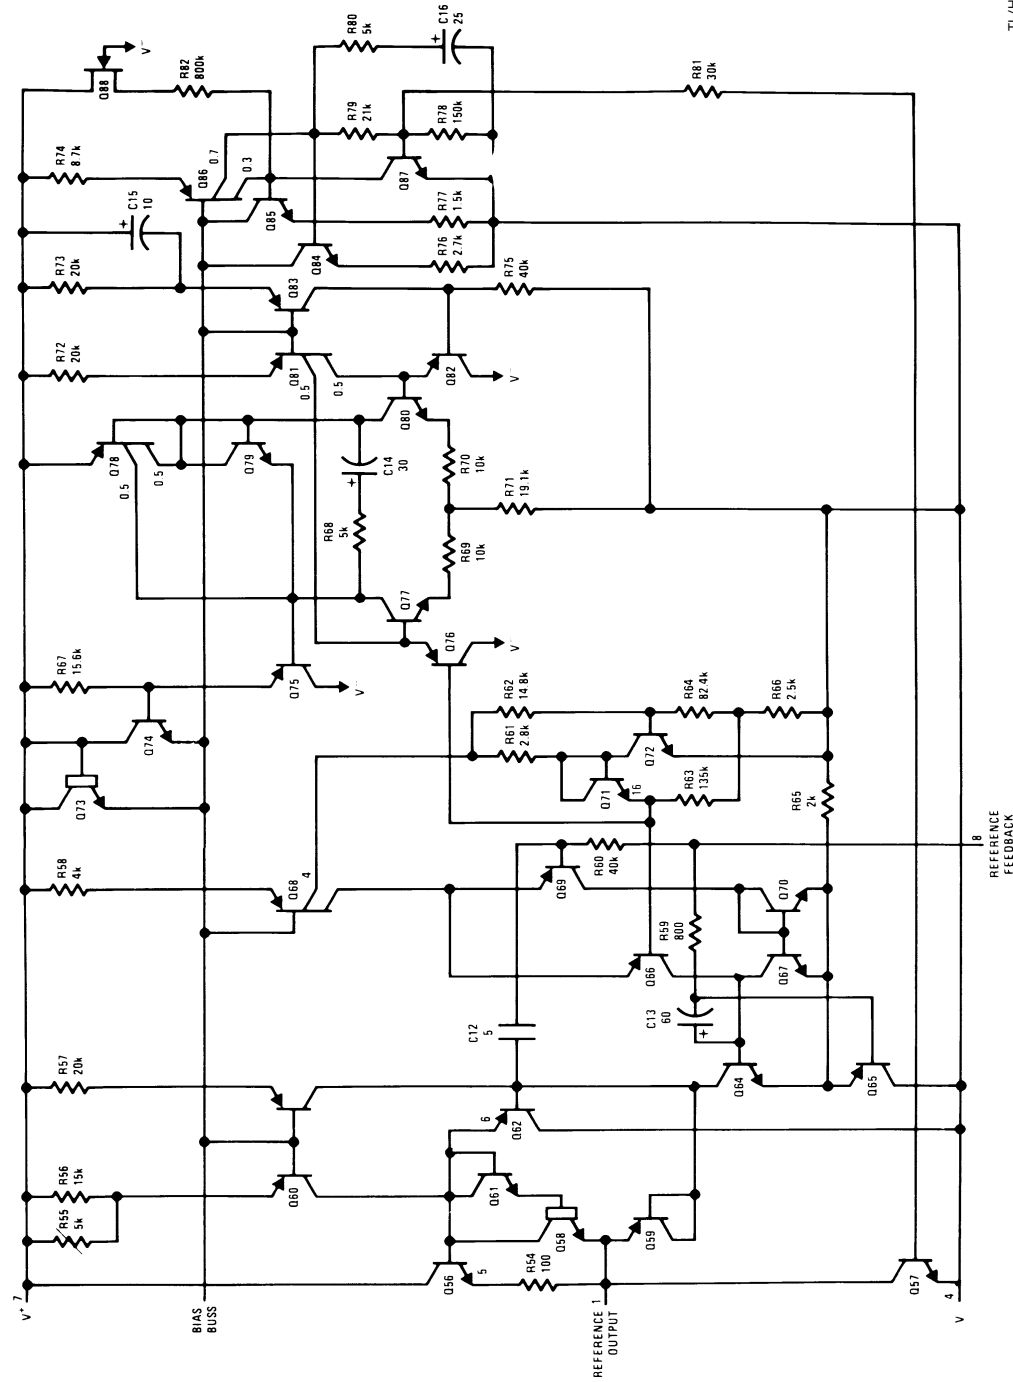 V+ 7
R55
5k
R56
15k
R57
20k
R58
4k
R67
15.6k
R72
20k
R73
20k
C15
10
+
R74
8.7k
Q88
V-
R82
800k
Q73
Q74
Q78
0.5
0.5
Q86
0.7
0.3
BIAS
BUSS
Q60
Q68
4
Q75
V-
Q79
Q81
0.5
0.5
Q83
Q84
Q85
R80
5k
C16
25
+
R79
21k
R78
150k
Q87
R68
5k
C14
30
+
Q77
Q80
Q82
V-
R77
1.5k
R76
2.7k
Q56
5
Q61
Q62
6
C12
5
Q76
V-
R69
10k
R70
10k
R71
19.1k
R75
40k
R54
100
Q58
Q59
R61
2.8k
R62
14.8k
Q69
R60
40k
Q71
16
Q72
R63
135k
R64
82.4k
R66
2.5k
R81
30k
REFERENCE 1
OUTPUT
Q66
R59
800
C13
60
+
Q64
Q67
Q70
R65
2k
Q65
Q57
V- 4
8
REFERENCE
FEEDBACK
TL/H